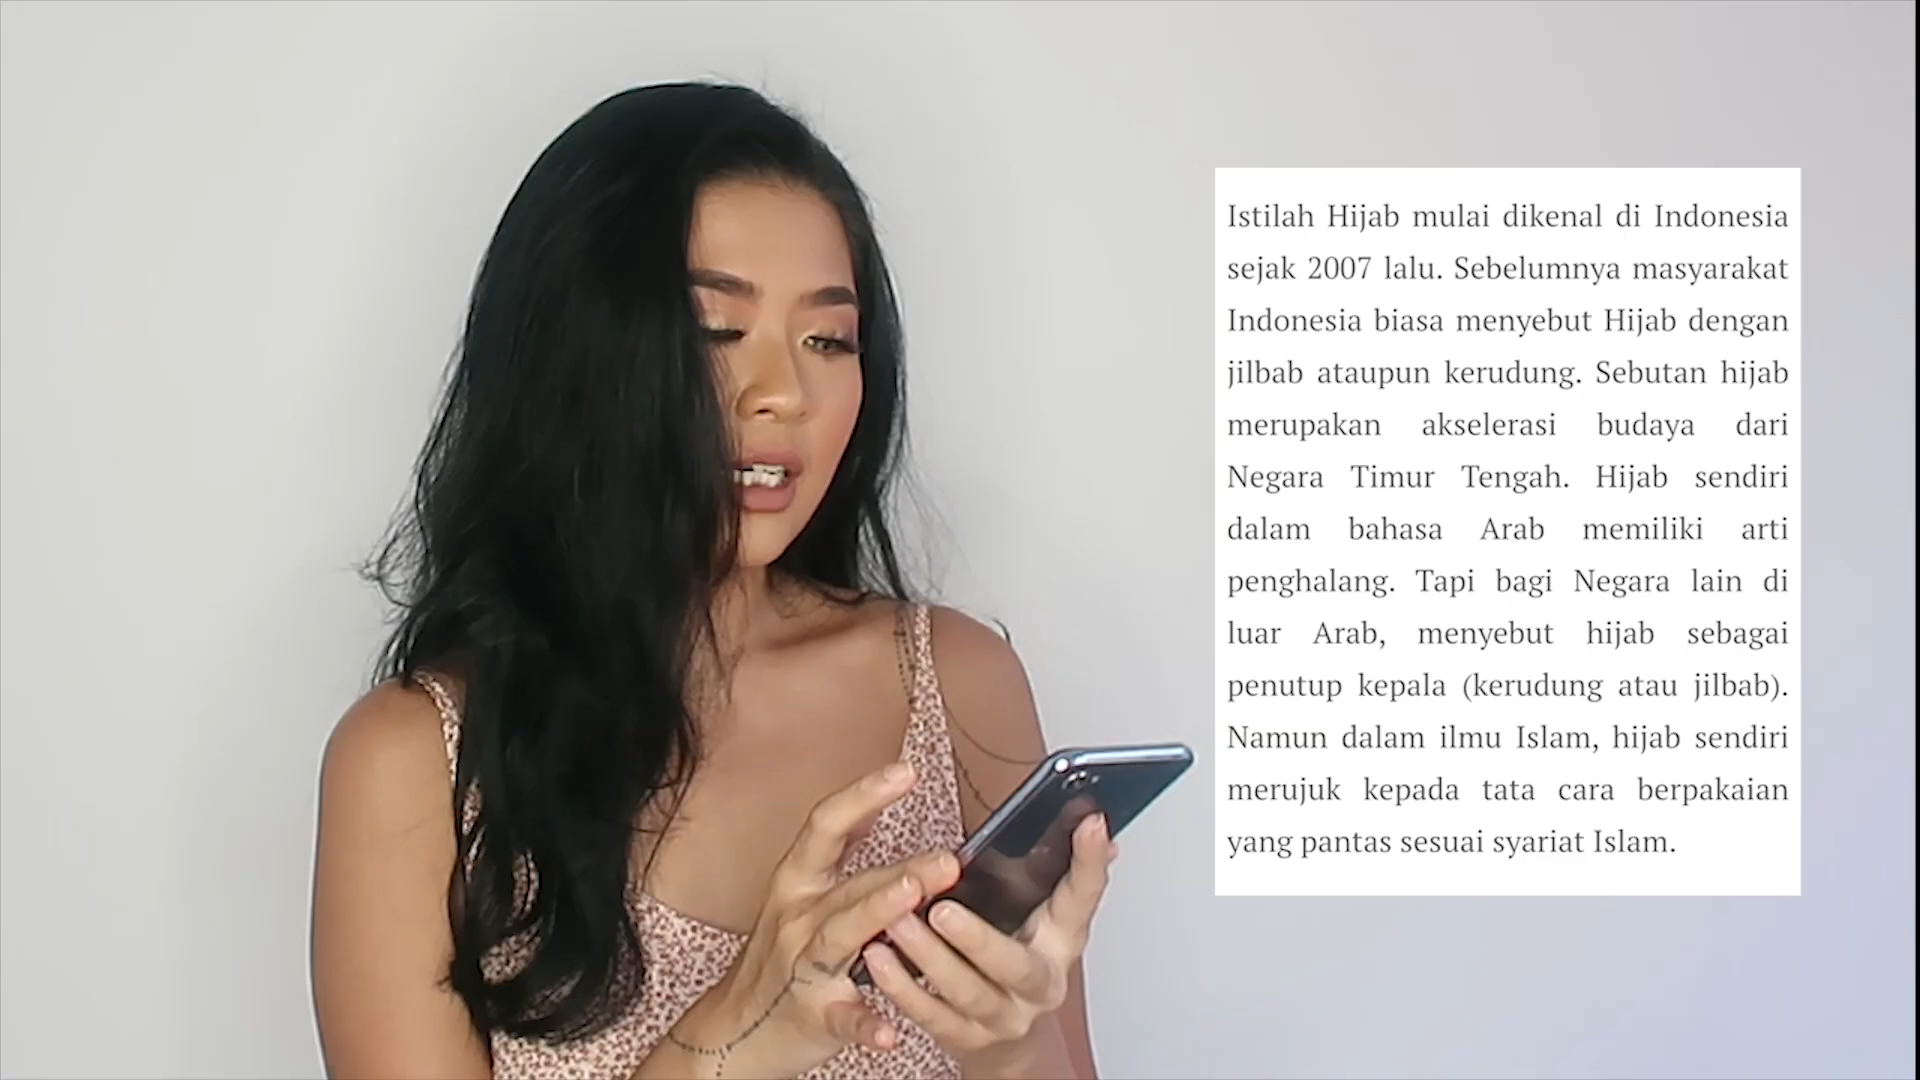 Istilah Hijab mulai dikenal di Indonesia
sejak 2007 lalu. Sebelumnya masyarakat
Indonesia biasa menyebut Hijab dengan
jilbab ataupun kerudung. Sebutan hijab
merupakan akselerasi budaya dari
Negara Timur Tengah. Hijab sendiri
dalam bahasa Arab memiliki arti
penghalang. Tapi bagi Negara lain di
luar Arab, menyebut hijab sebagai
penutup kepala (kerudung atau jilbab).
Namun dalam ilmu Islam, hijab sendiri
merujuk kepada tata cara berpakaian
yang pantas sesuai syariat Islam.